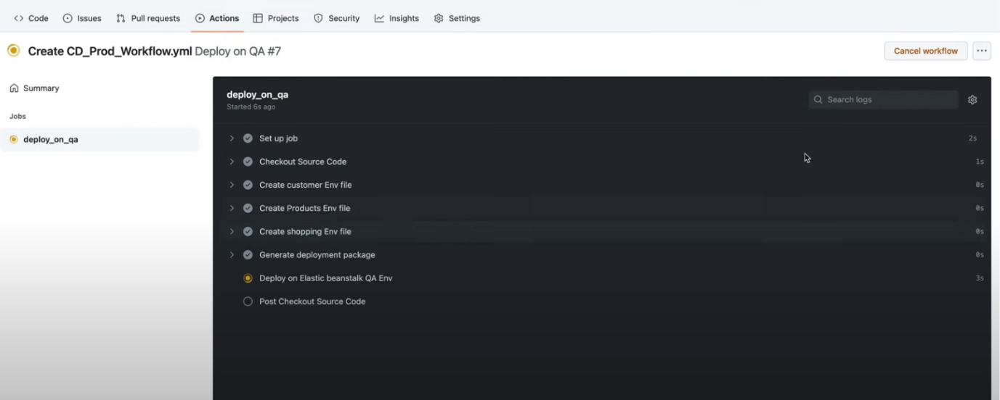 Code Issues Pull requests Actions Projects Security Insights Settings
Create CD_Prod_Workflow.yml Deploy on QA #7
Cancel workflow
Summary
Jobs
deploy_on_qa
deploy_on_qa
Started 6s ago
Search logs
Set up job 2s
Checkout Source Code 1s
Create customer Env file 0s
Create Products Env file 0s
Create shopping Env file 0s
Generate deployment package 0s
Deploy on Elastic beanstalk QA Env 3s
Post Checkout Source Code